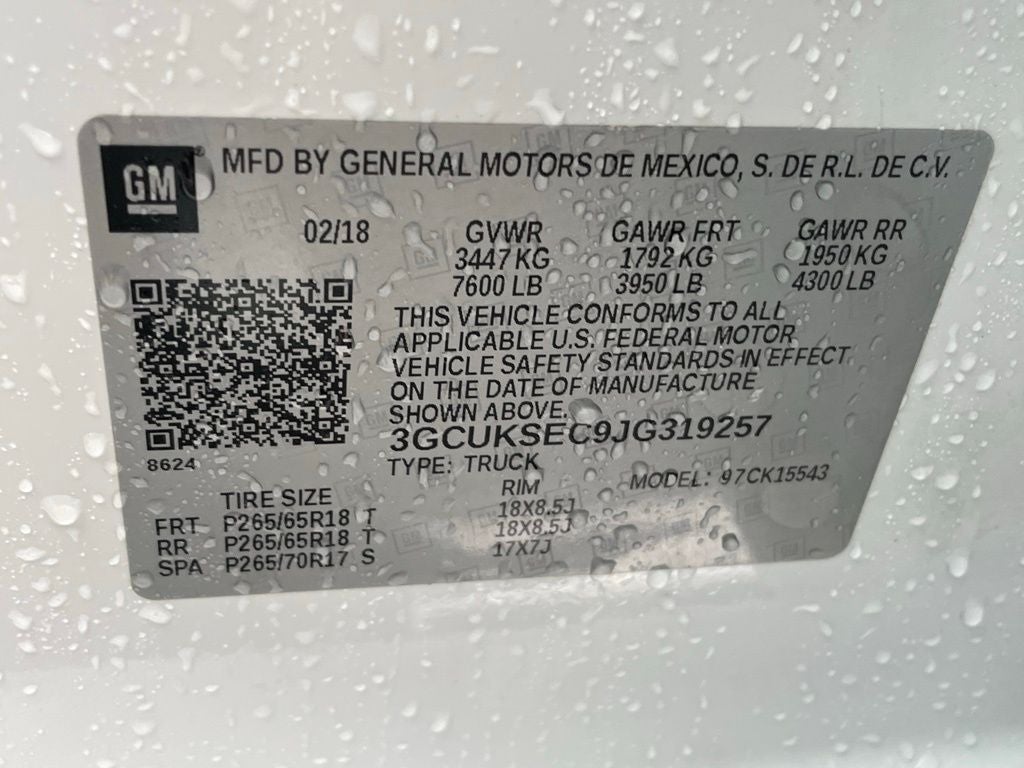 GM® MFD BY GENERAL MOTORS DE MEXICO, S. DE R.L. DE C.V.
02/18 GVWR GAWR FRT GAWR RR
3447 KG 1792 KG 1950 KG
7600 LB 3950 LB 4300 LB
THIS VEHICLE CONFORMS TO ALL
APPLICABLE U.S. FEDERAL MOTOR
VEHICLE SAFETY STANDARDS IN EFFECT
ON THE DATE OF MANUFACTURE
SHOWN ABOVE.
3GCUKSEC9JG319257
8624
TYPE: TRUCK MODEL: 97CK15543
TIRE SIZE RIM
FRT P265/65R18 T 18X8.5J
RR P265/65R18 T 18X8.5J
SPA P265/70R17 S 17X7J